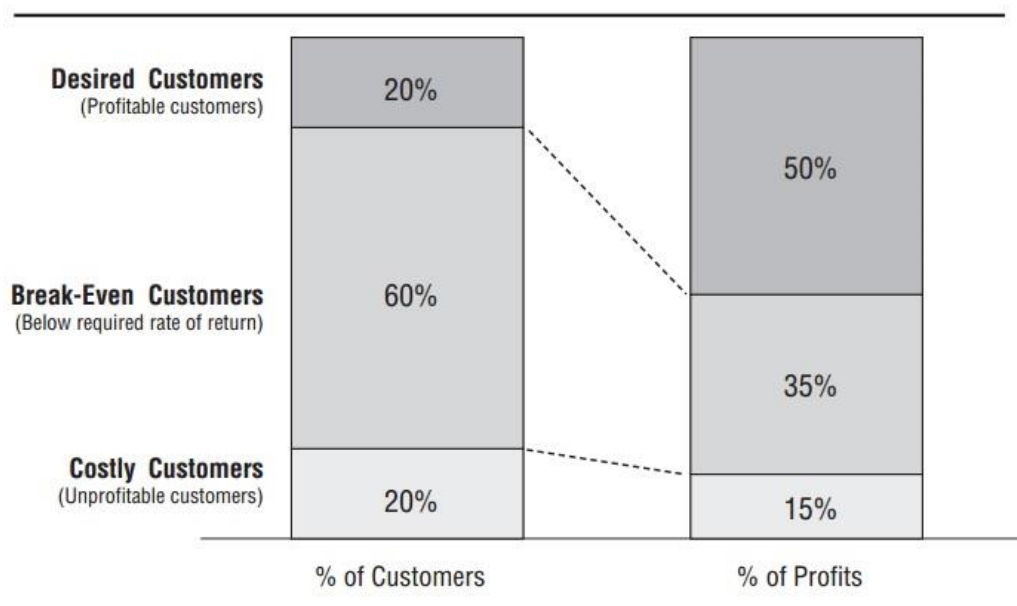 Desired Customers
(Profitable customers)
20%
50%
Break-Even Customers
(Below required rate of return)
60%
35%
Costly Customers
(Unprofitable customers)
20%
15%
% of Customers
% of Profits